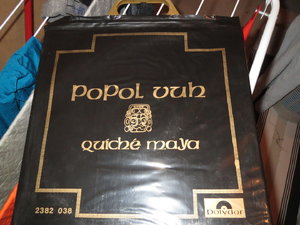 popol vuh
quiché maya
2382 038
polydor